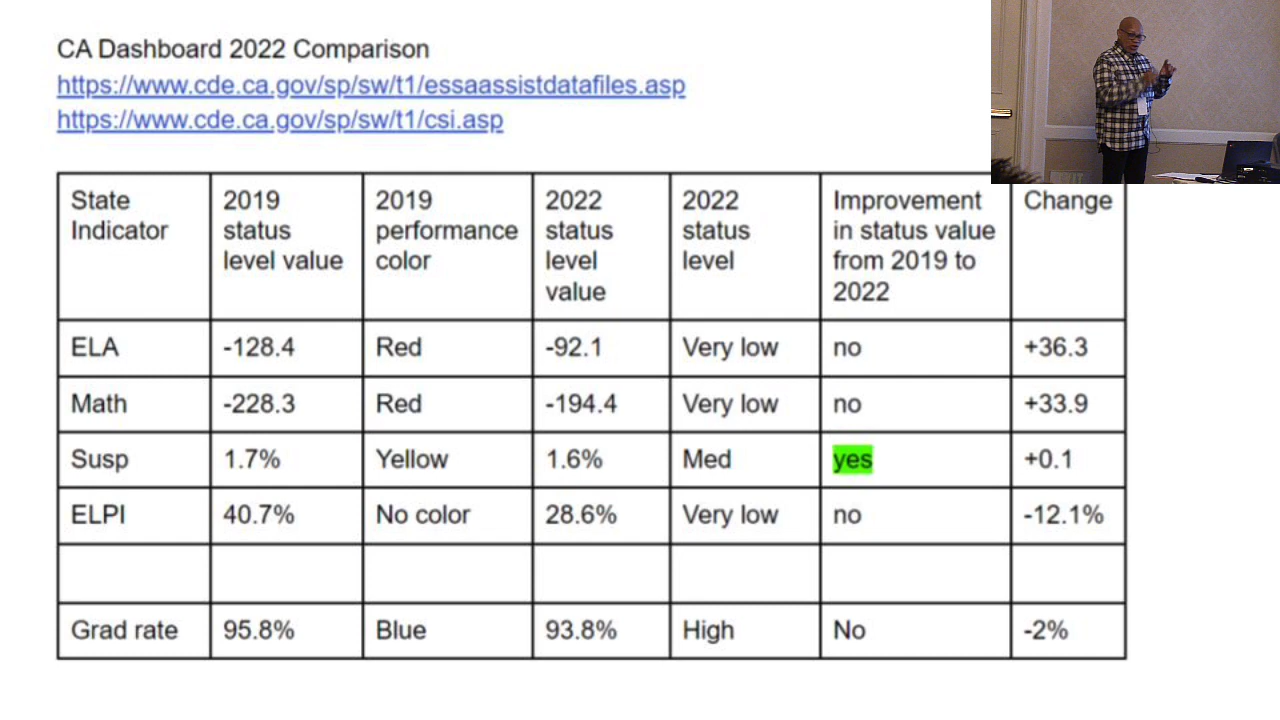 CA Dashboard 2022 Comparison
https://www.cde.ca.gov/sp/sw/t1/essaassistdatafiles.asp
https://www.cde.ca.gov/sp/sw/t1/csi.asp
State Indicator | 2019 status level value | 2019 performance color | 2022 status level value | 2022 status level | Improvement in status value from 2019 to 2022 | Change
ELA | -128.4 | Red | -92.1 | Very low | no | +36.3
Math | -228.3 | Red | -194.4 | Very low | no | +33.9
Susp | 1.7% | Yellow | 1.6% | Med | yes | +0.1
ELPI | 40.7% | No color | 28.6% | Very low | no | -12.1%
Grad rate | 95.8% | Blue | 93.8% | High | No | -2%